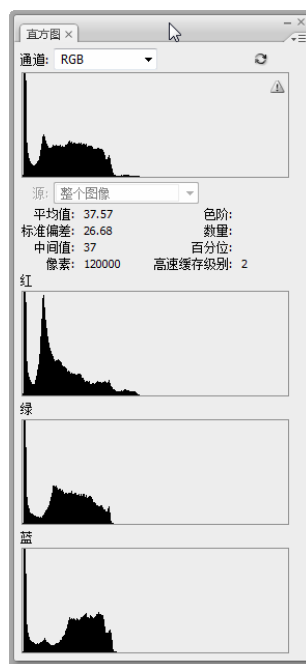 直方图 ×
通道: RGB
源: 整个图像
平均值: 37.57 色阶:
标准偏差: 26.68 数量:
中间值: 37 百分位:
像素: 120000 高速缓存级别: 2
红
绿
蓝